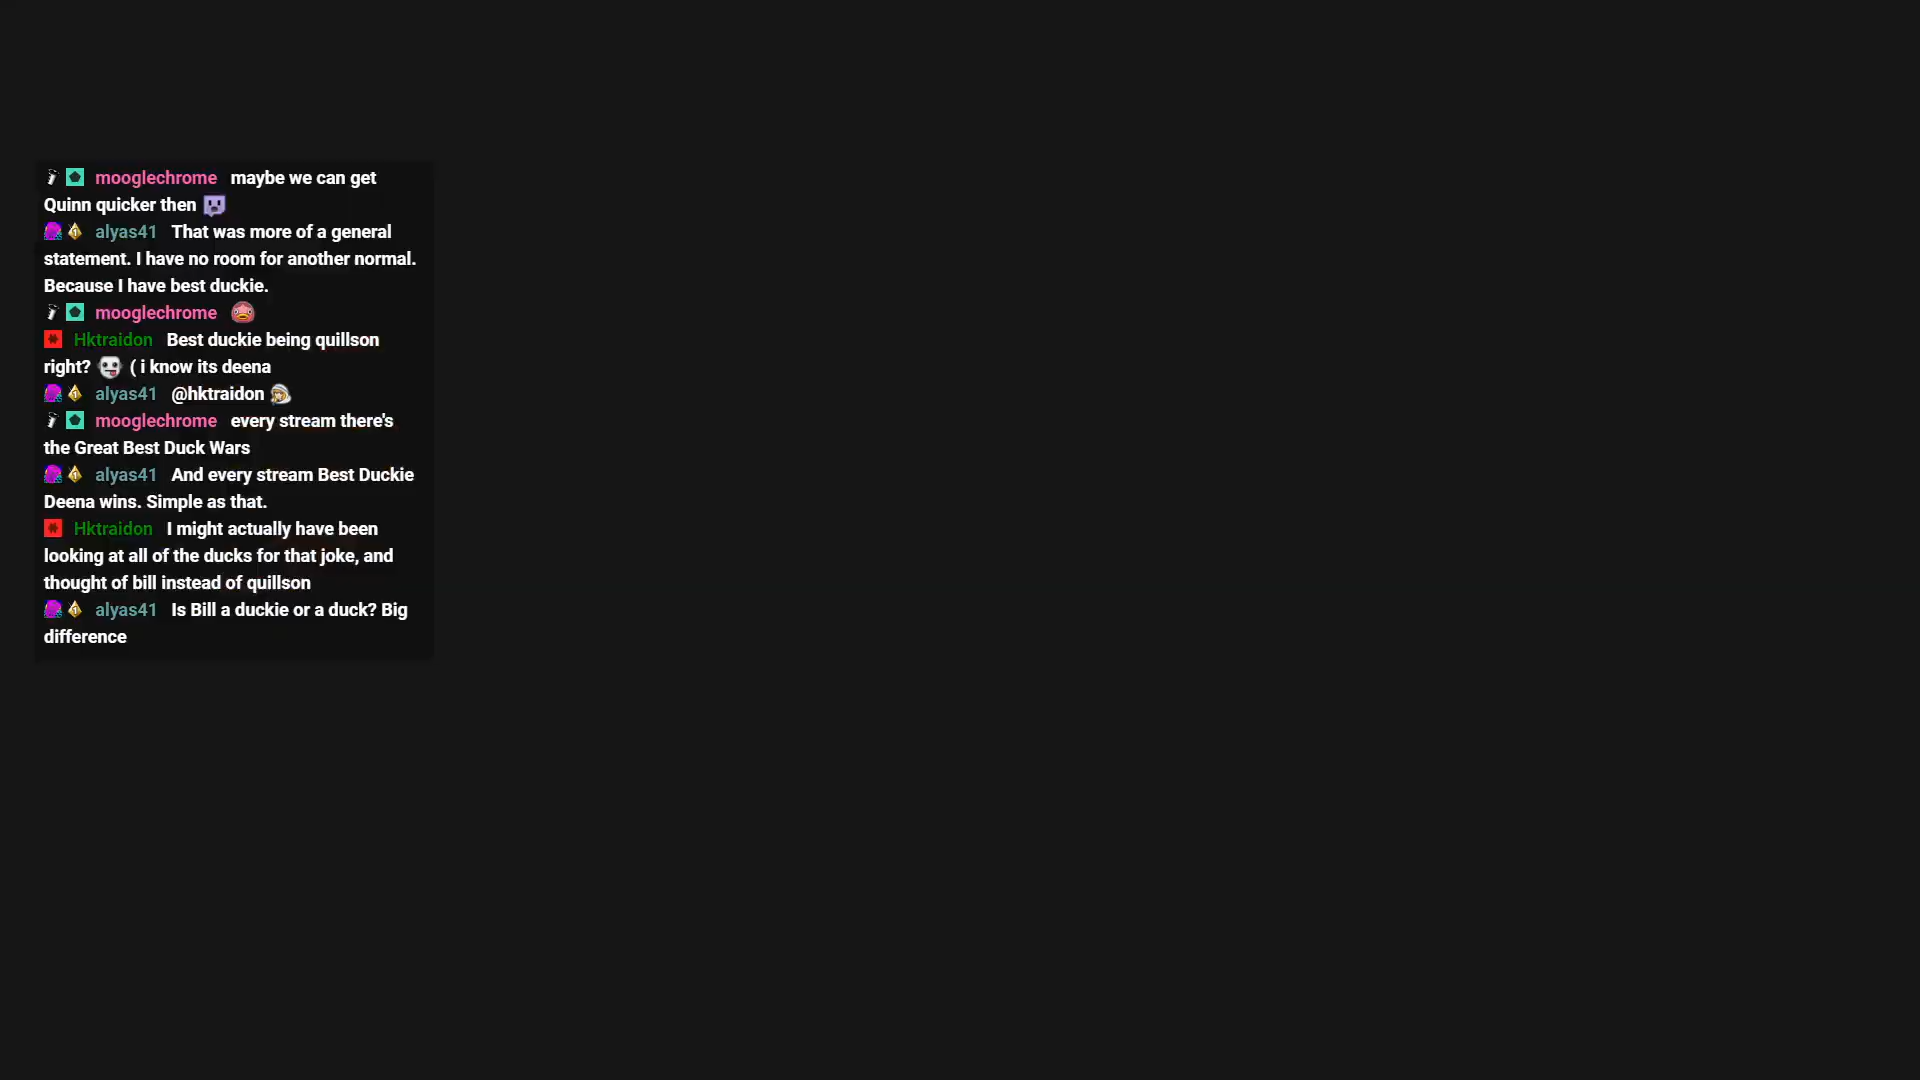 mooglechrome maybe we can get
Quinn quicker then
alyas41 That was more of a general
statement. I have no room for another normal.
Because I have best duckie.
mooglechrome
Hktraidon Best duckie being quillson
right? ( i know its deena
alyas41 @hktraidon
mooglechrome every stream there's
the Great Best Duck Wars
alyas41 And every stream Best Duckie
Deena wins. Simple as that.
Hktraidon I might actually have been
looking at all of the ducks for that joke, and
thought of bill instead of quillson
alyas41 Is Bill a duckie or a duck? Big
difference